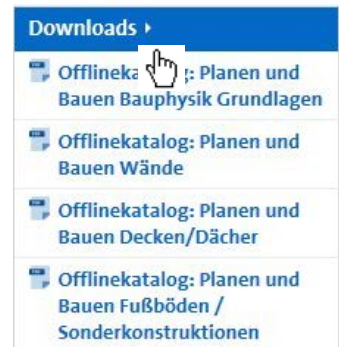 Downloads
Offlineka g: Planen und
Bauen Bauphysik Grundlagen
Offlinekatalog: Planen und
Bauen Wände
Offlinekatalog: Planen und
Bauen Decken/Dächer
Offlinekatalog: Planen und
Bauen Fußböden /
Sonderkonstruktionen